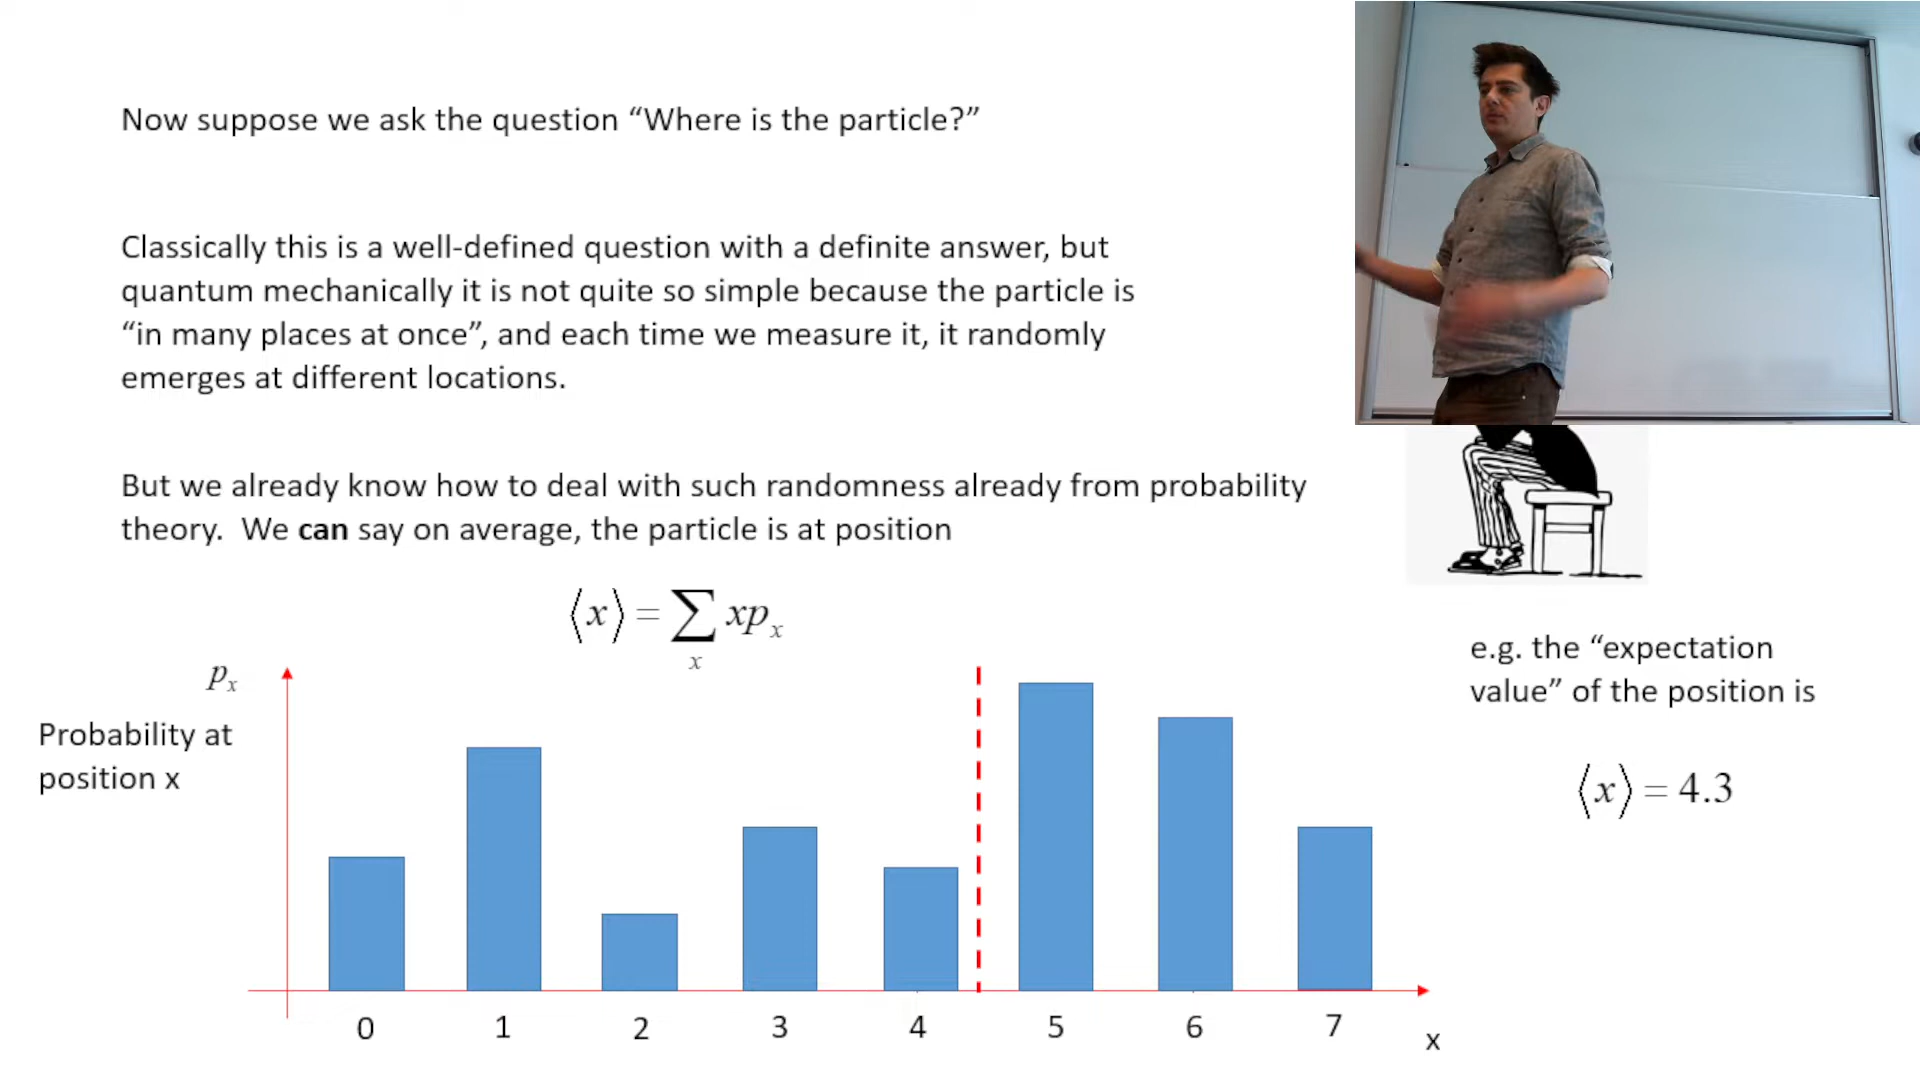 Now suppose we ask the question “Where is the particle?”
Classically this is a well-defined question with a definite answer, but
quantum mechanically it is not quite so simple because the particle is
“in many places at once”, and each time we measure it, it randomly
emerges at different locations.
But we already know how to deal with such randomness already from probability
theory.  We can say on average, the particle is at position
⟨x⟩ = ∑ₓ xpₓ
pₓ
Probability at
position x
0 1 2 3 4 5 6 7 x
e.g. the “expectation
value” of the position is
⟨x⟩ = 4.3